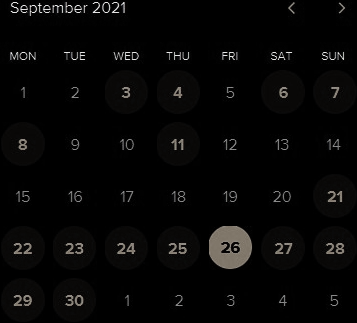 September 2021
MON TUE WED THU FRI SAT SUN
1 2 3 4 5 6 7
8 9 10 11 12 13 14
15 16 17 18 19 20 21
22 23 24 25 26 27 28
29 30 1 2 3 4 5